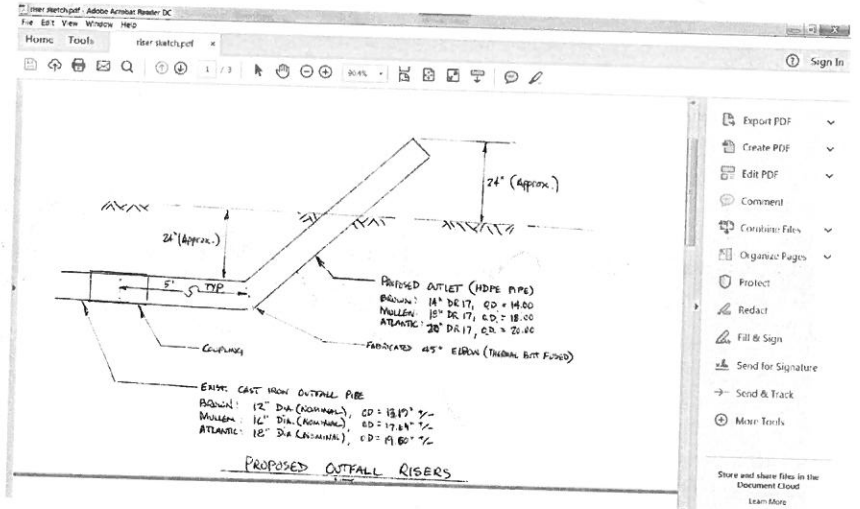 riser sketch.pdf - Adobe Acrobat Reader DC
File Edit View Window Help
Home Tools riser sketch.pdf ×
Sign In
1 / 3
90.4%
Export PDF
Create PDF
Edit PDF
Comment
Combine Files
Organize Pages
Protect
Redact
Fill & Sign
Send for Signature
Send & Track
More Tools
Store and share files in the
Document Cloud
Learn More
24" (Approx.)
24" (Approx.)
5' TYP
PROPOSED OUTLET (HDPE PIPE)
BROWN: 14" DR 17, O.D. = 14.00
MULLEN: 18" DR 17, O.D. = 18.00
ATLANTIC: 20" DR 17, O.D. = 20.00
FABRICATED 45° ELBOW (THERMAL BUTT FUSED)
COUPLING
EXIST. CAST IRON OUTFALL PIPE
BROWN: 12" DIA. (NOMINAL), OD = 13.19" +/-
MULLEN: 16" DIA. (NOMINAL), OD = +/-
ATLANTIC: 18" DIA. (NOMINAL), OD = 19.50" +/-
PROPOSED OUTFALL RISERS